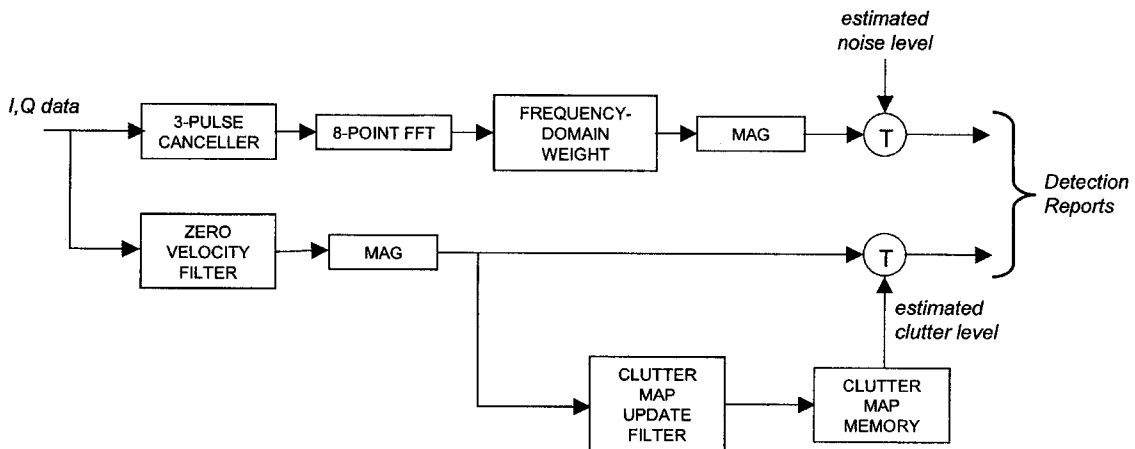 estimated
noise level
I,Q data
3-PULSE
CANCELLER
8-POINT FFT
FREQUENCY-
DOMAIN
WEIGHT
MAG
T
Detection
Reports
ZERO
VELOCITY
FILTER
MAG
T
estimated
clutter level
CLUTTER
MAP
UPDATE
FILTER
CLUTTER
MAP
MEMORY